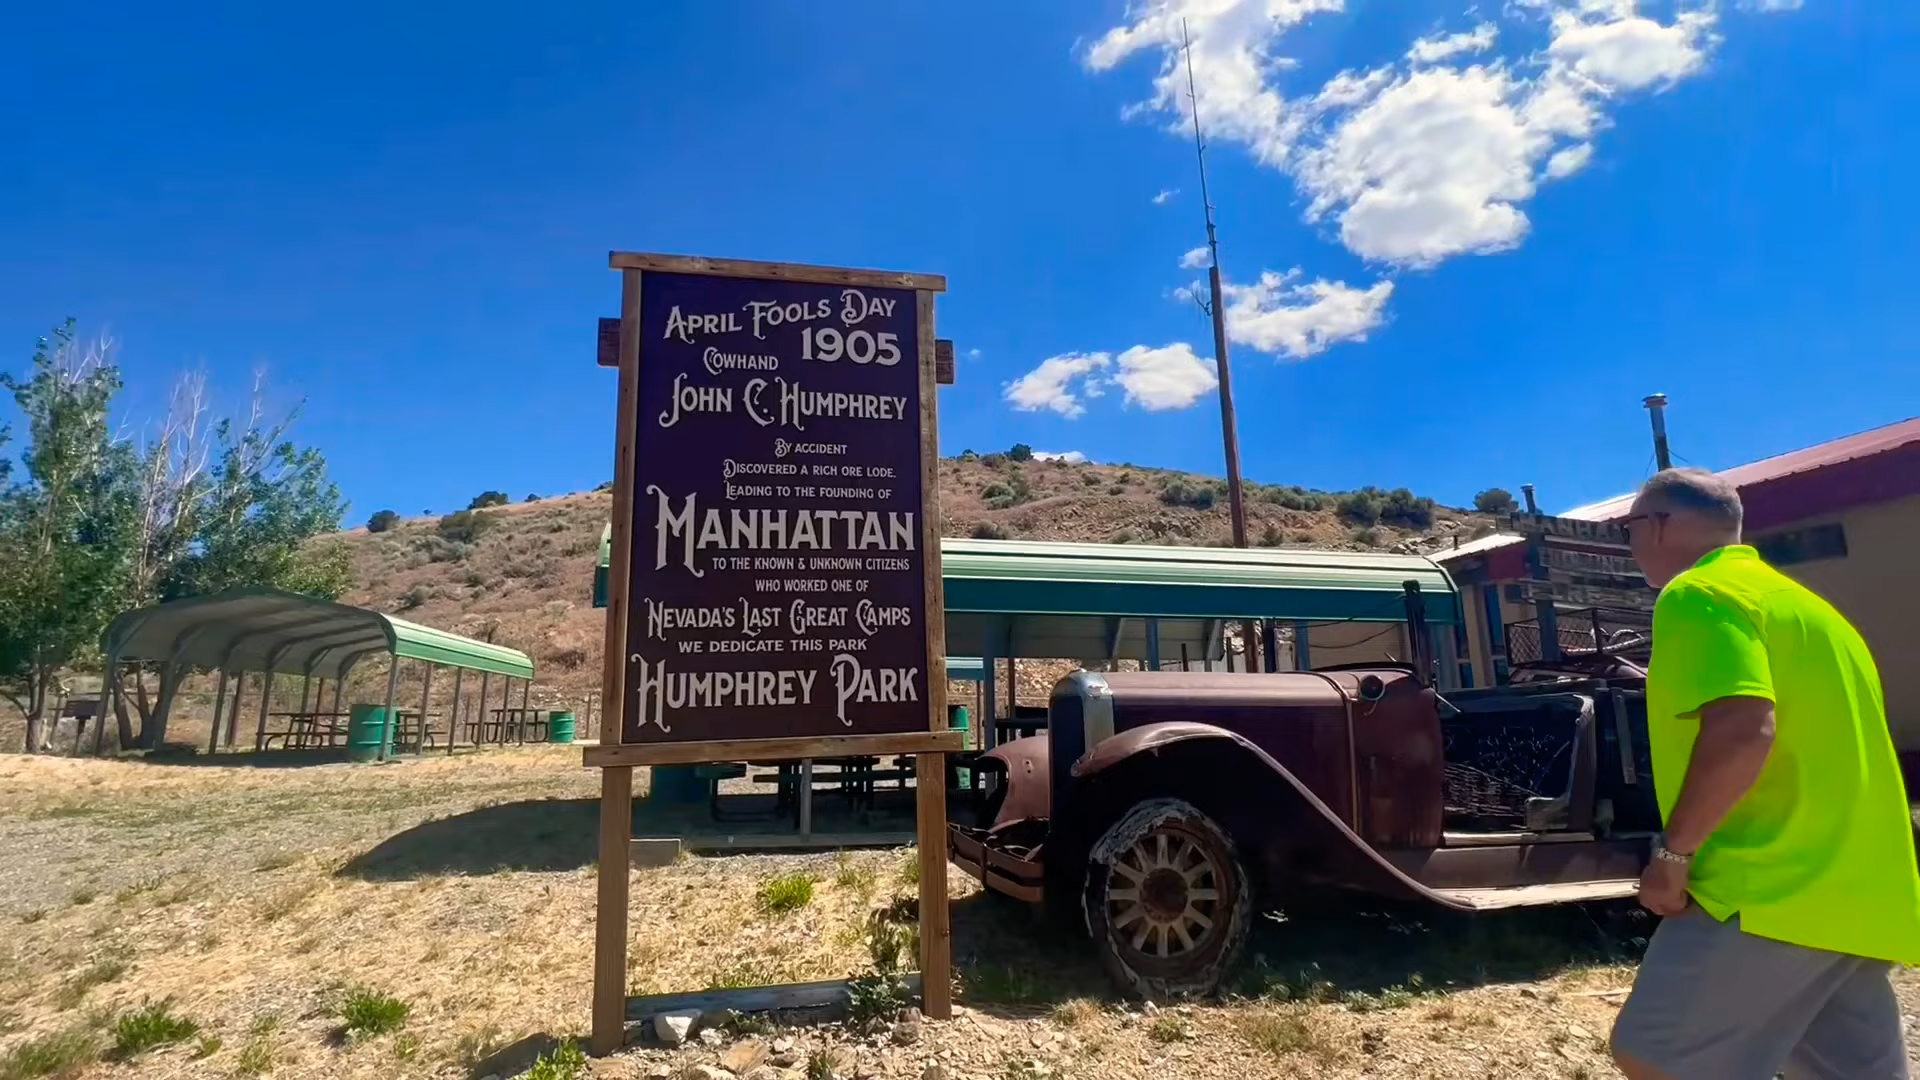 April Fools Day
1905
Cowhand
John C. Humphrey
By accident
Discovered a rich ore lode.
Leading to the founding of
Manhattan
to the known & unknown citizens
who worked one of
Nevada's Last Great Camps
we dedicate this park
Humphrey Park